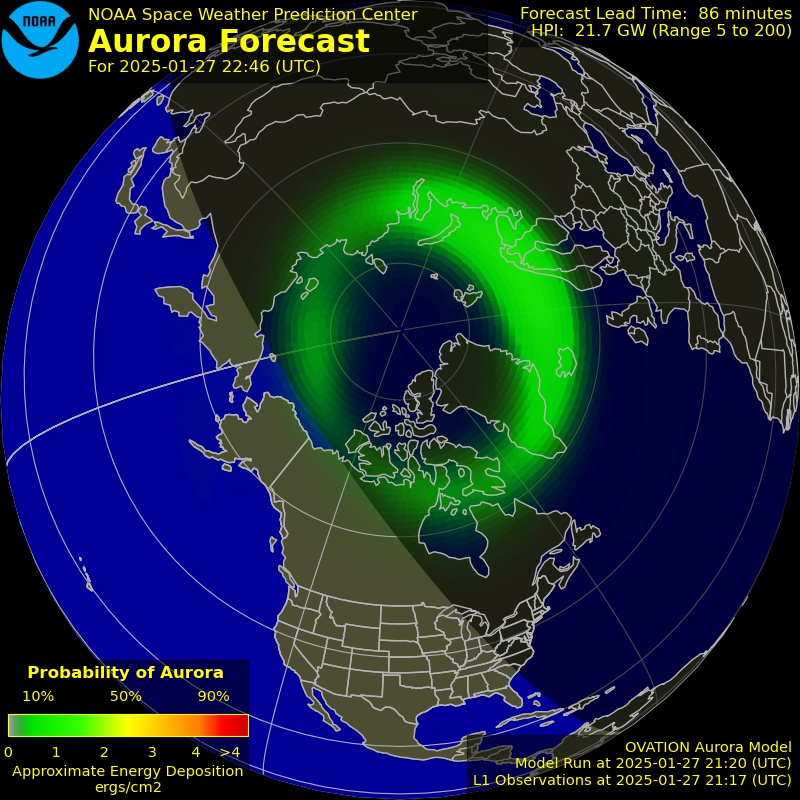 NOAA
NOAA Space Weather Prediction Center
Aurora Forecast
For 2025-01-27 22:46 (UTC)
Forecast Lead Time: 86 minutes
HPI: 21.7 GW (Range 5 to 200)
Probability of Aurora
10% 50% 90%
0 1 2 3 4 >4
Approximate Energy Deposition
ergs/cm2
OVATION Aurora Model
Model Run at 2025-01-27 21:20 (UTC)
L1 Observations at 2025-01-27 21:17 (UTC)